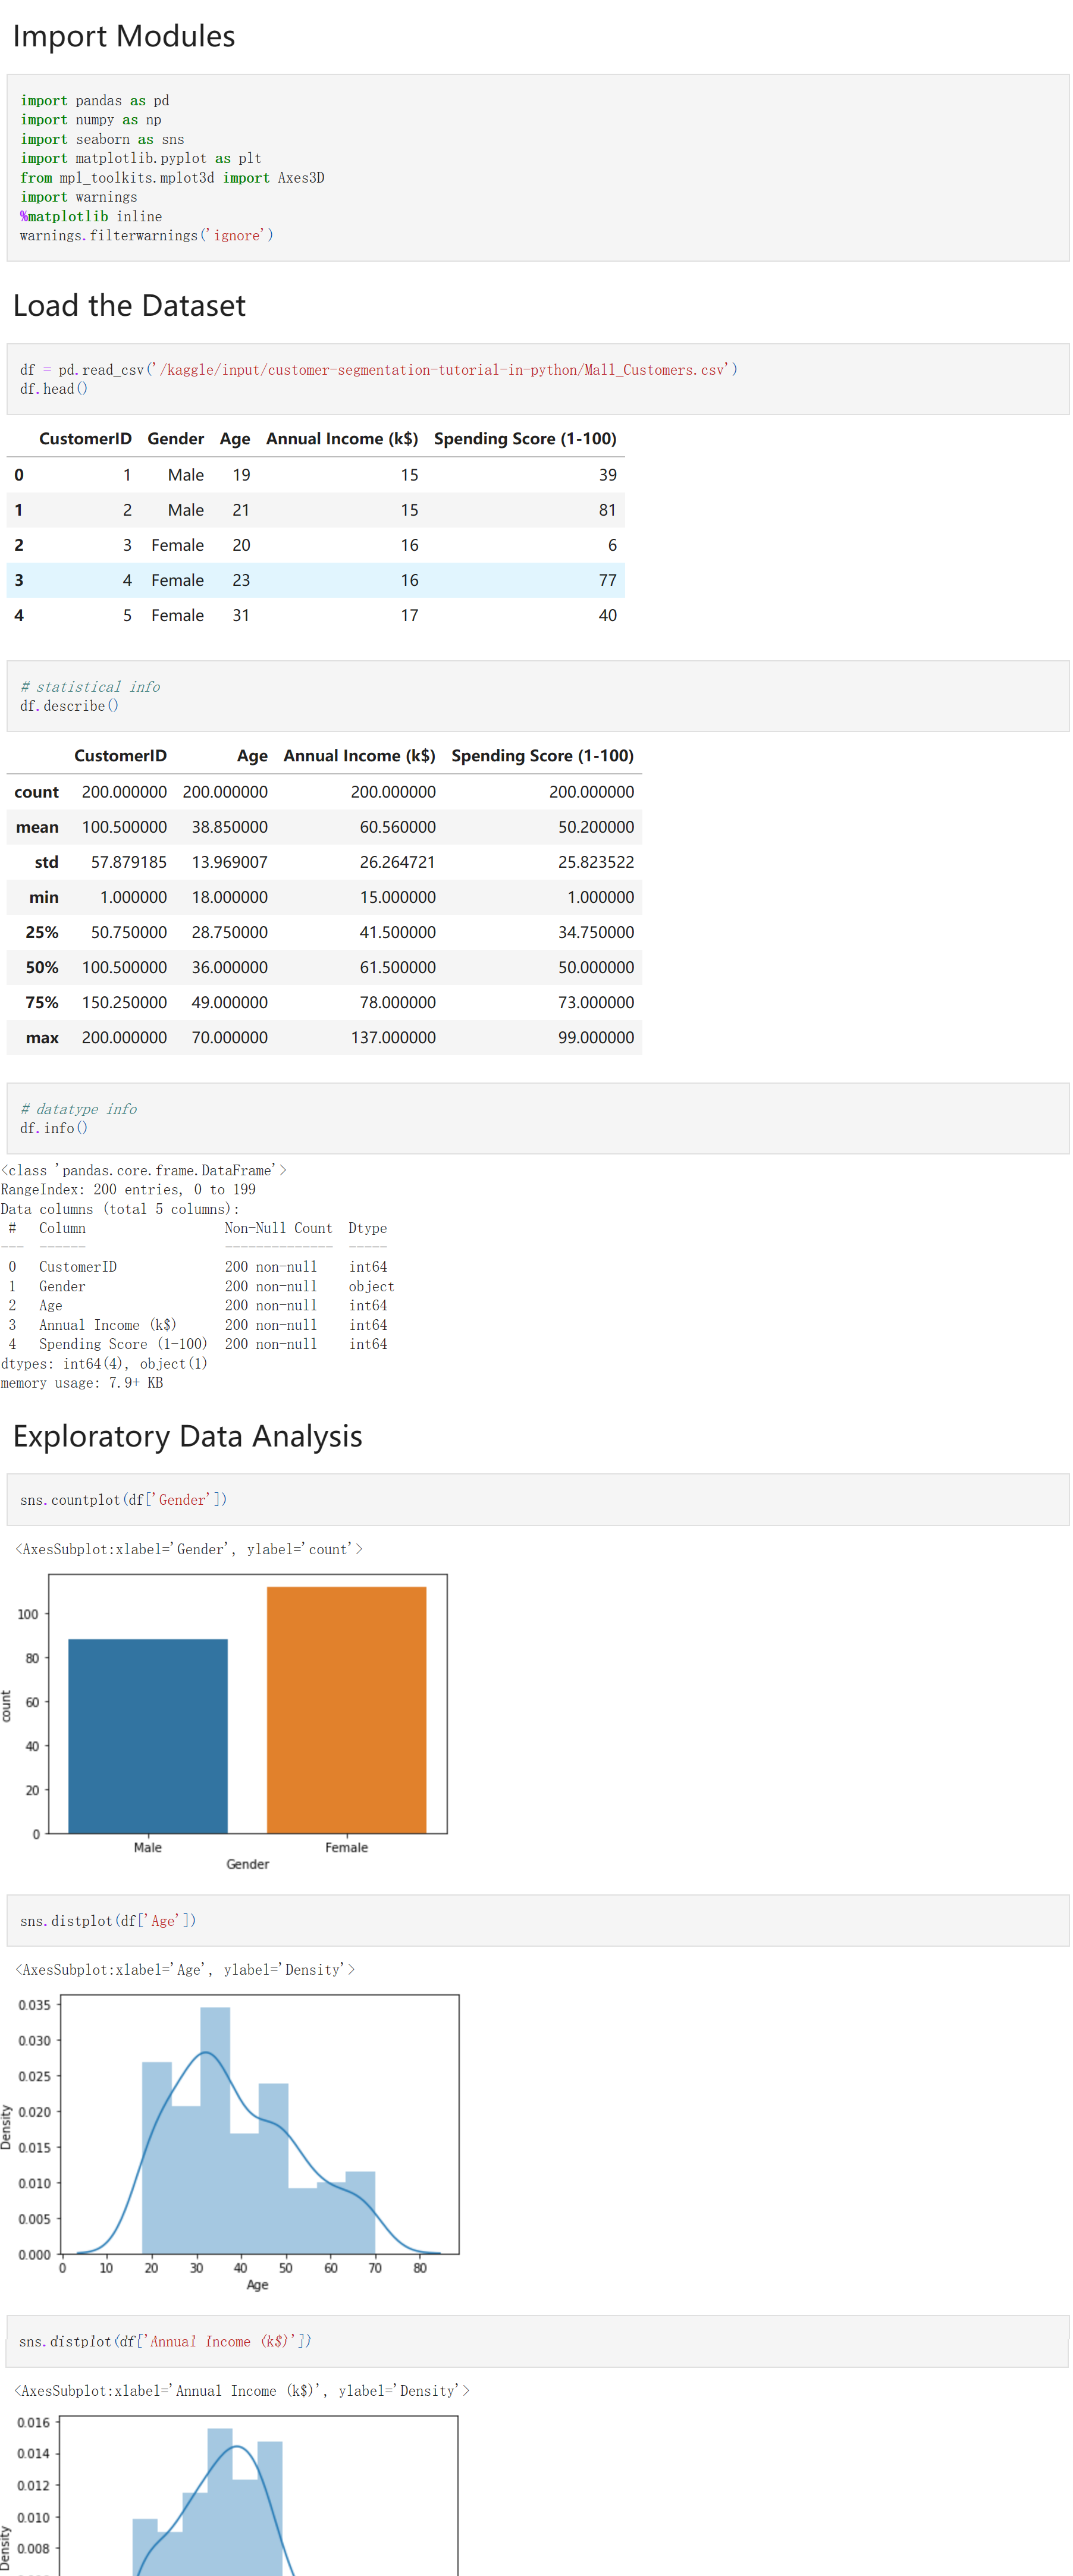 Import Modules
import pandas as pd
import numpy as np
import seaborn as sns
import matplotlib.pyplot as plt
from mpl_toolkits.mplot3d import Axes3D
import warnings
%matplotlib inline
warnings.filterwarnings('ignore')
Load the Dataset
df = pd.read_csv('/kaggle/input/customer-segmentation-tutorial-in-python/Mall_Customers.csv')
df.head()
CustomerID Gender Age Annual Income (k$) Spending Score (1-100)
0 1 Male 19 15 39
1 2 Male 21 15 81
2 3 Female 20 16 6
3 4 Female 23 16 77
4 5 Female 31 17 40
# statistical info
df.describe()
CustomerID Age Annual Income (k$) Spending Score (1-100)
count 200.000000 200.000000 200.000000 200.000000
mean 100.500000 38.850000 60.560000 50.200000
std 57.879185 13.969007 26.264721 25.823522
min 1.000000 18.000000 15.000000 1.000000
25% 50.750000 28.750000 41.500000 34.750000
50% 100.500000 36.000000 61.500000 50.000000
75% 150.250000 49.000000 78.000000 73.000000
max 200.000000 70.000000 137.000000 99.000000
# datatype info
df.info()
<class 'pandas.core.frame.DataFrame'>
RangeIndex: 200 entries, 0 to 199
Data columns (total 5 columns):
# Column Non-Null Count Dtype
--- ------ -------------- -----
0 CustomerID 200 non-null int64
1 Gender 200 non-null object
2 Age 200 non-null int64
3 Annual Income (k$) 200 non-null int64
4 Spending Score (1-100) 200 non-null int64
dtypes: int64(4), object(1)
memory usage: 7.9+ KB
Exploratory Data Analysis
sns.countplot(df['Gender'])
<AxesSubplot:xlabel='Gender', ylabel='count'>
100
80
60
40
20
0
count
Male Female
Gender
sns.distplot(df['Age'])
<AxesSubplot:xlabel='Age', ylabel='Density'>
0.035
0.030
0.025
0.020
0.015
0.010
0.005
0.000
Density
0 10 20 30 40 50 60 70 80
Age
sns.distplot(df['Annual Income (k$)'])
<AxesSubplot:xlabel='Annual Income (k$)', ylabel='Density'>
0.016
0.014
0.012
0.010
0.008
Density